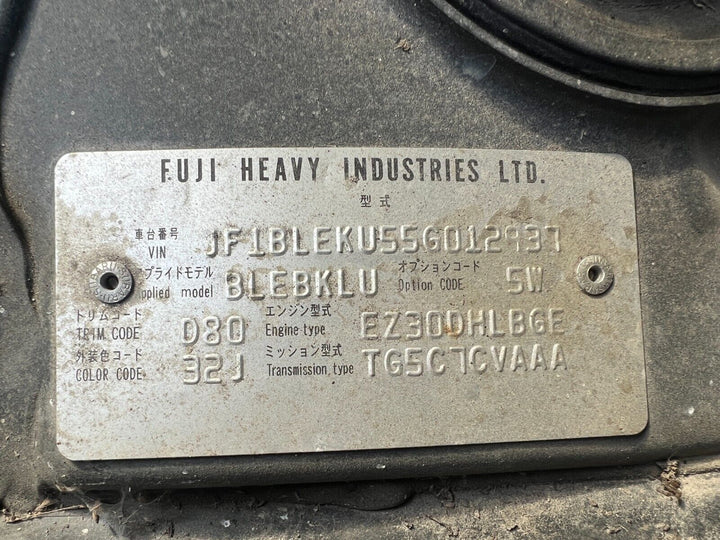 FUJI HEAVY INDUSTRIES LTD.
型式
車台番号 VIN JF1BLEKU55G012937
プライドモデル pplied model BLEBKLU オプションコード Option CODE 5W
トリムコード TRIM CODE D80 エンジン型式 Engine type EZ30DHLBGE
外装色コード COLOR CODE 32J ミッション型式 Transmission type TG5C7CVAAA